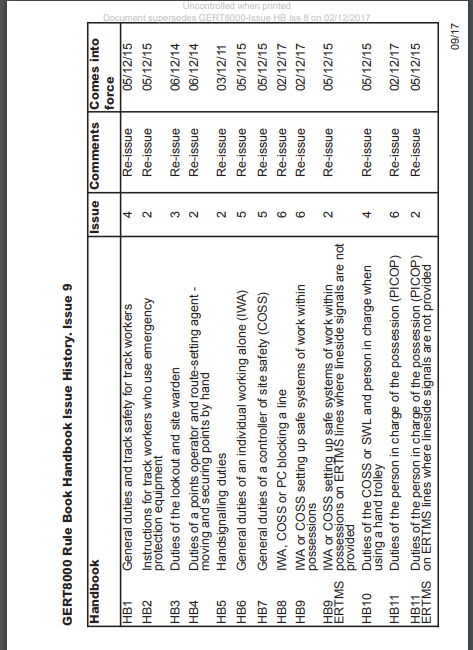 Uncontrolled when printed
Document supersedes GERT8000-Issue HB Iss 8 on 02/12/2017
GERT8000 Rule Book Handbook Issue History. Issue 9
Handbook Issue Comments Comes into
force
HB1 General duties and track safety for track workers 4 Re-issue 05/12/15
HB2 Instructions for track workers who use emergency 2 Re-issue 05/12/15
protection equipment
HB3 Duties of the lookout and site warden 3 Re-issue 06/12/14
HB4 Duties of a points operator and route-setting agent - 2 Re-issue 06/12/14
moving and securing points by hand
HB5 Handsignalling duties 2 Re-issue 03/12/11
HB6 General duties of an individual working alone (IWA) 5 Re-issue 05/12/15
HB7 General duties of a controller of site safety (COSS) 5 Re-issue 05/12/15
HB8 IWA, COSS or PC blocking a line 6 Re-issue 02/12/17
HB9 IWA or COSS setting up safe systems of work within 6 Re-issue 02/12/17
possessions
HB9 IWA or COSS setting up safe systems of work within 2 Re-issue 05/12/15
ERTMS possessions on ERTMS lines where lineside signals are not
provided
HB10 Duties of the COSS or SWL and person in charge when 4 Re-issue 05/12/15
using a hand trolley
HB11 Duties of the person in charge of the possession (PICOP) 6 Re-issue 02/12/17
HB11 Duties of the person in charge of the possession (PICOP) 2 Re-issue 05/12/15
ERTMS on ERTMS lines where lineside signals are not provided
09/17